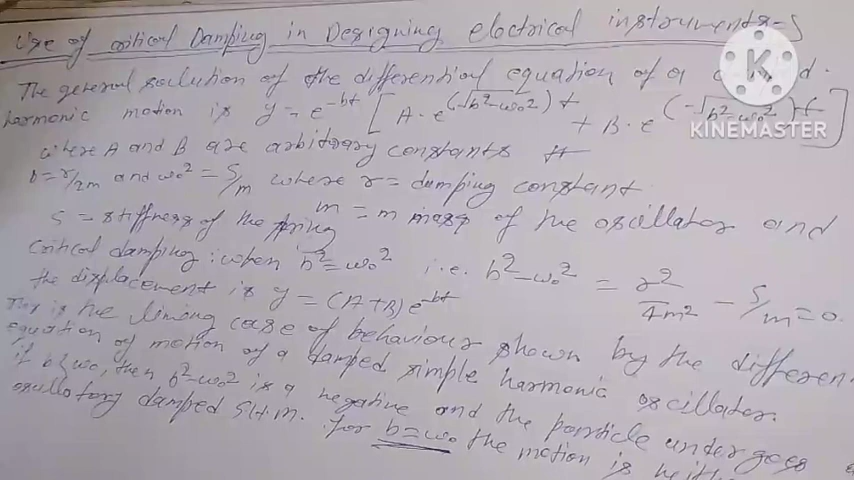 Use of critical Damping in Designing electrical instruments-S
The general solution of the differential equation of a
harmonic motion is y = e^-bt [A. e^(√b²-ω₀²)t + B. e^(-√b²-ω₀²)t]
where A and B are arbitrary constants
b = r/2m and ω₀² = S/m where r = damping constant
S = stiffness of the spring m = m mass of the oscillator and
critical damping: when b² = ω₀² i.e. b² - ω₀² = r²/4m² - S/m = 0.
the displacement is y = (A+B) e^-bt
This is the case of behaviour shown by the differen
equation of motion of a damped simple harmonic oscillator.
if b<ω₀, then b²-ω₀² is a negative and the particle undergoes
oscillatory damped S.H.M. For b = ω₀ the motion is
KINEMASTER